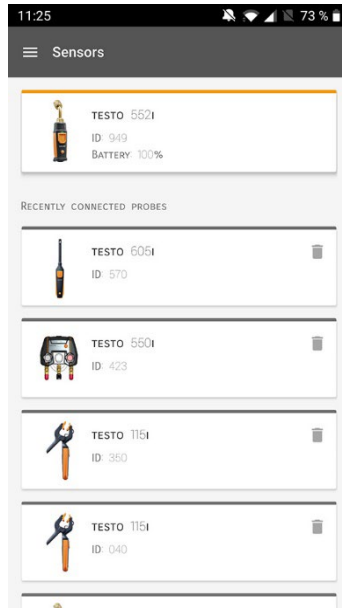 11:25 73 %
Sensors
TESTO 552I
ID: 949
BATTERY: 100%
RECENTLY CONNECTED PROBES
TESTO 605I
ID: 570
TESTO 550I
ID: 423
TESTO 115I
ID: 350
TESTO 115I
ID: 040